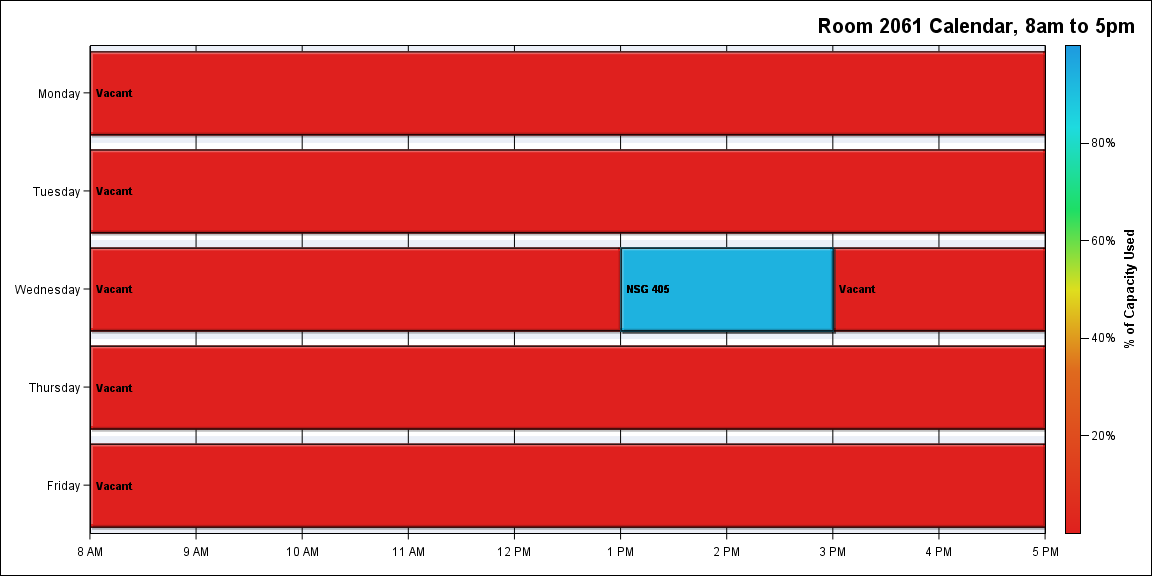 Room 2061 Calendar, 8am to 5pm
Monday
Vacant
Tuesday
Vacant
Wednesday
Vacant
NSG 405
Vacant
Thursday
Vacant
Friday
Vacant
8 AM 9 AM 10 AM 11 AM 12 PM 1 PM 2 PM 3 PM 4 PM 5 PM
80%
60%
40%
20%
% of Capacity Used